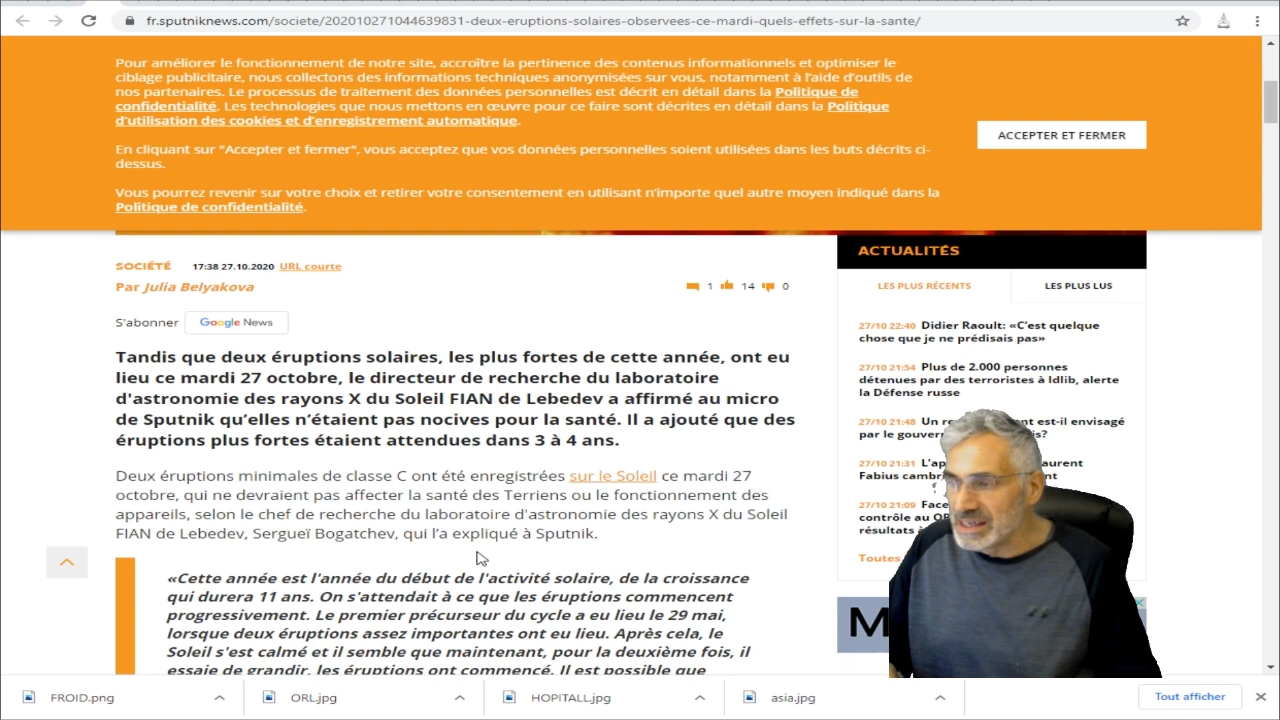 fr.sputniknews.com/societe/202010271044639831-deux-eruptions-solaires-observees-ce-mardi-quels-effets-sur-la-sante/
Pour améliorer le fonctionnement de notre site, accroître la pertinence des contenus informationnels et optimiser le
ciblage publicitaire, nous collectons des informations techniques anonymisées sur vous, notamment à l'aide d'outils de
nos partenaires. Le processus de traitement des données personnelles est décrit en détail dans la Politique de
confidentialité. Les technologies que nous mettons en œuvre pour ce faire sont décrites en détail dans la Politique
d'utilisation des cookies et d'enregistrement automatique.
En cliquant sur "Accepter et fermer", vous acceptez que vos données personnelles soient utilisées dans les buts décrits ci-
dessus.
Vous pourrez revenir sur votre choix et retirer votre consentement en utilisant n'importe quel autre moyen indiqué dans la
Politique de confidentialité.
ACCEPTER ET FERMER
SOCIÉTÉ 17:38 27.10.2020 URL courte
Par Julia Belyakova
1 14 0
S'abonner Google News
Tandis que deux éruptions solaires, les plus fortes de cette année, ont eu
lieu ce mardi 27 octobre, le directeur de recherche du laboratoire
d'astronomie des rayons X du Soleil FIAN de Lebedev a affirmé au micro
de Sputnik qu'elles n'étaient pas nocives pour la santé. Il a ajouté que des
éruptions plus fortes étaient attendues dans 3 à 4 ans.
Deux éruptions minimales de classe C ont été enregistrées sur le Soleil ce mardi 27
octobre, qui ne devraient pas affecter la santé des Terriens ou le fonctionnement des
appareils, selon le chef de recherche du laboratoire d'astronomie des rayons X du Soleil
FIAN de Lebedev, Sergueï Bogatchev, qui l'a expliqué à Sputnik.
«Cette année est l'année du début de l'activité solaire, de la croissance
qui durera 11 ans. On s'attendait à ce que les éruptions commencent
progressivement. Le premier précurseur du cycle a eu lieu le 29 mai,
lorsque deux éruptions assez importantes ont eu lieu. Après cela, le
Soleil s'est calmé et il semble que maintenant, pour la deuxième fois, il
essaie de grandir, les éruptions ont commencé. Il est possible que
ACTUALITÉS
LES PLUS RÉCENTS LES PLUS LUS
27/10 22:40 Didier Raoult: «C'est quelque
chose que je ne prédisais pas»
27/10 21:54 Plus de 2.000 personnes
détenues par des terroristes à Idlib, alerte
la Défense russe
27/10 21:48 Un est-il envisagé
par le
27/10 21:31 Laurent
Fabius
27/10 21:09
contrôle au
résultats
Toutes
M
FROID.png ORL.jpg HOPITALL.jpg asia.jpg Tout afficher